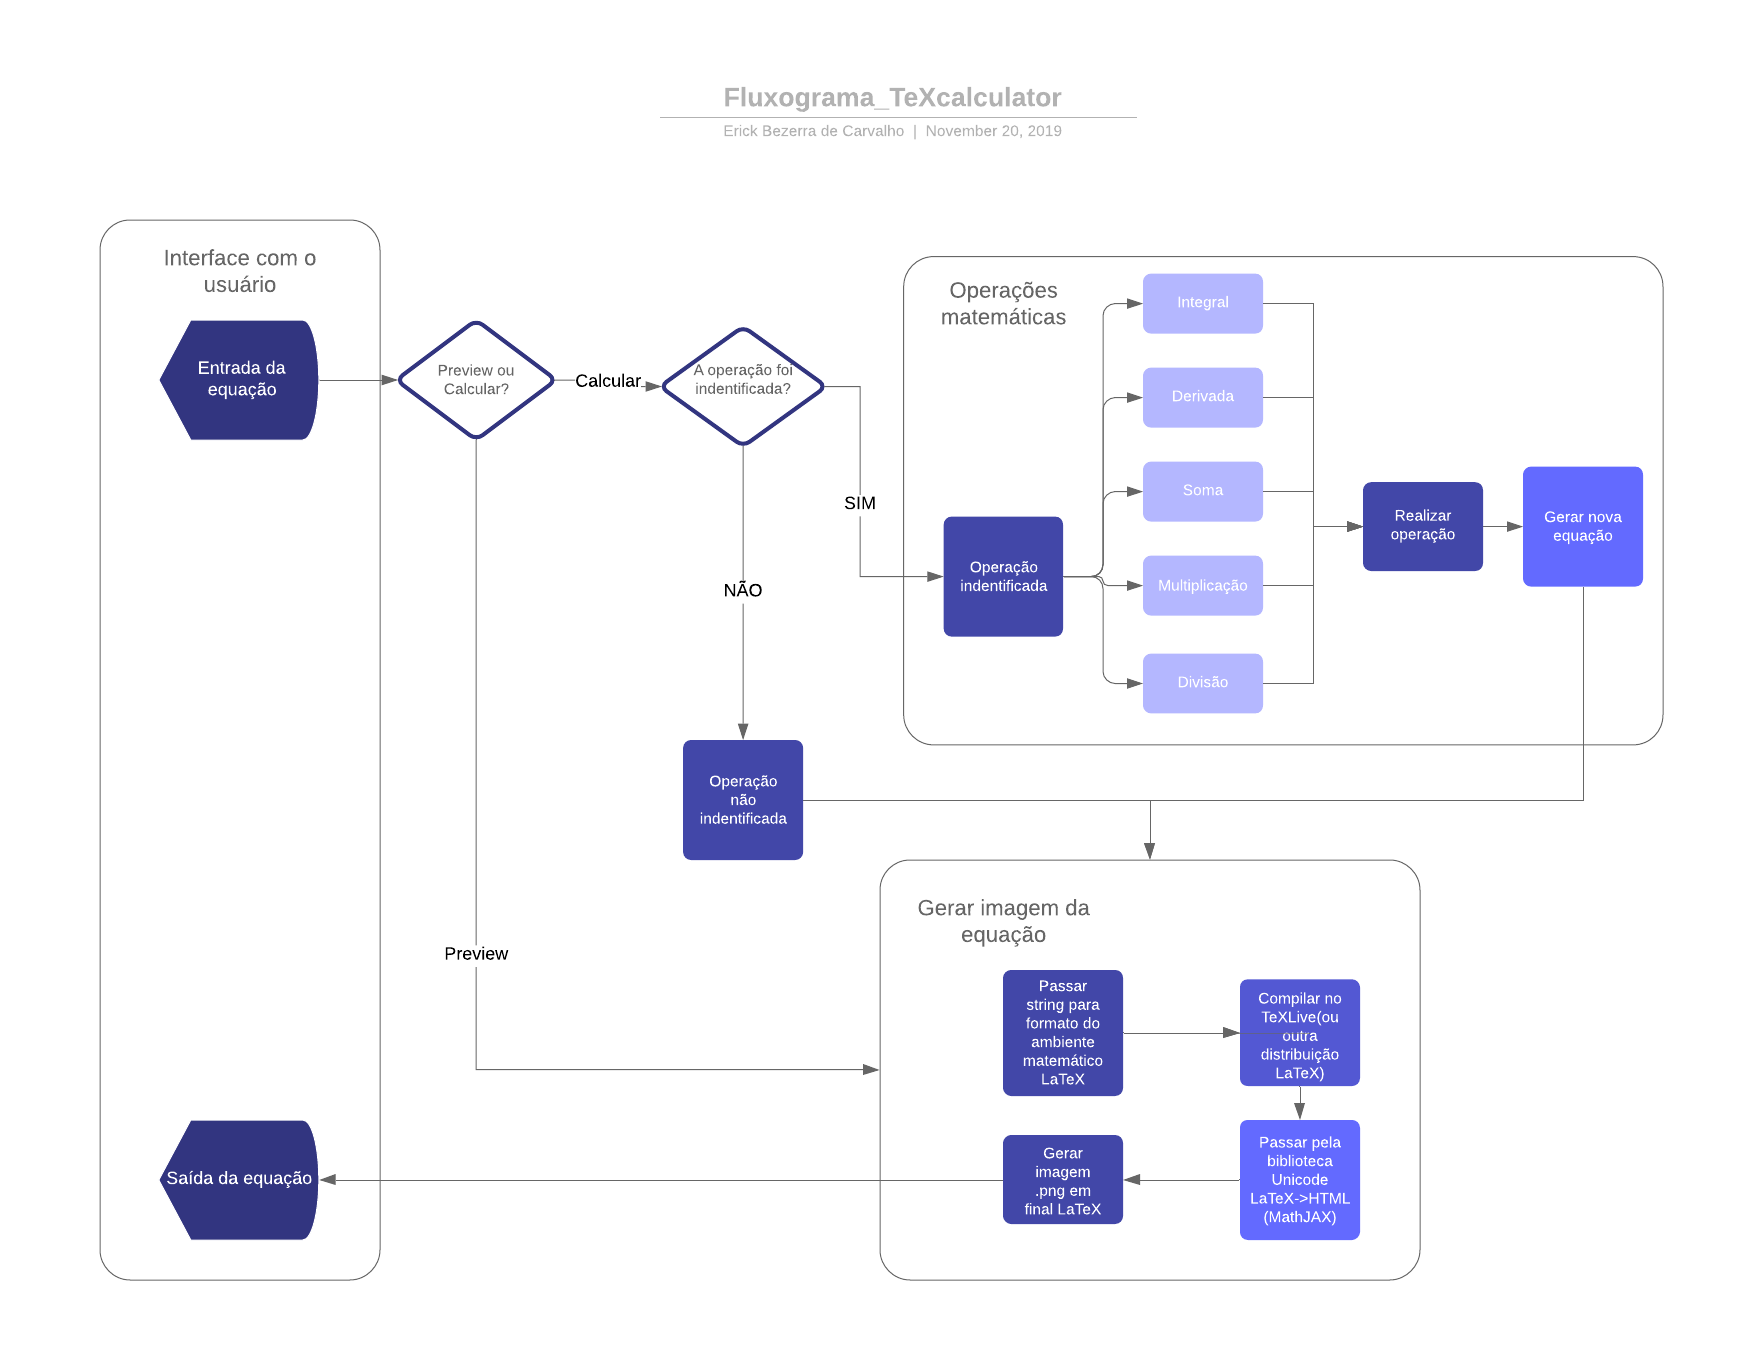 Fluxograma_TeXcalculator
Erick Bezerra de Carvalho | November 20, 2019
Interface com o
usuário
Entrada da
equação
Preview ou
Calcular?
Calcular
A operação foi
indentificada?
SIM
NÃO
Operação
não
indentificada
Preview
Operações
matemáticas
Operação
indentificada
Integral
Derivada
Soma
Multiplicação
Divisão
Realizar
operação
Gerar nova
equação
Gerar imagem da
equação
Passar
string para
formato do
ambiente
matemático
LaTeX
Compilar no
TeXLive(ou
outra
distribuição
LaTeX)
Passar pela
biblioteca
Unicode
LaTeX->HTML
(MathJAX)
Gerar
imagem
.png em
final LaTeX
Saída da equação